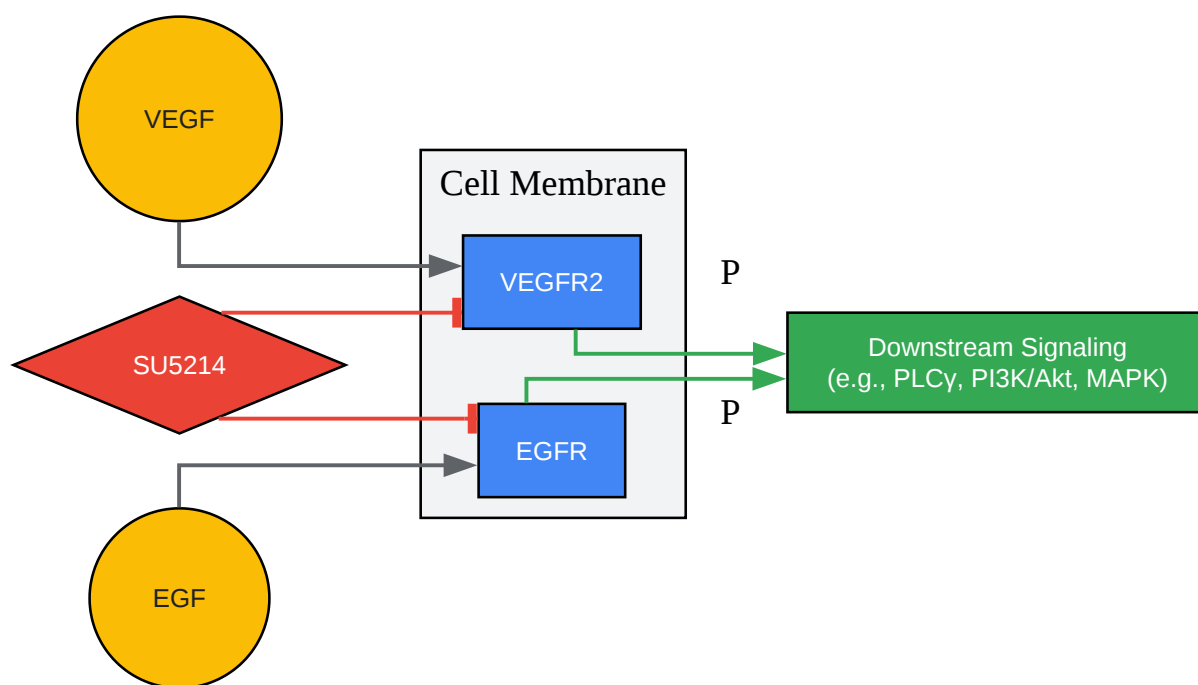 VEGF
Cell Membrane
VEGFR2
P
SU5214
Downstream Signaling
(e.g., PLCγ, PI3K/Akt, MAPK)
P
EGFR
EGF